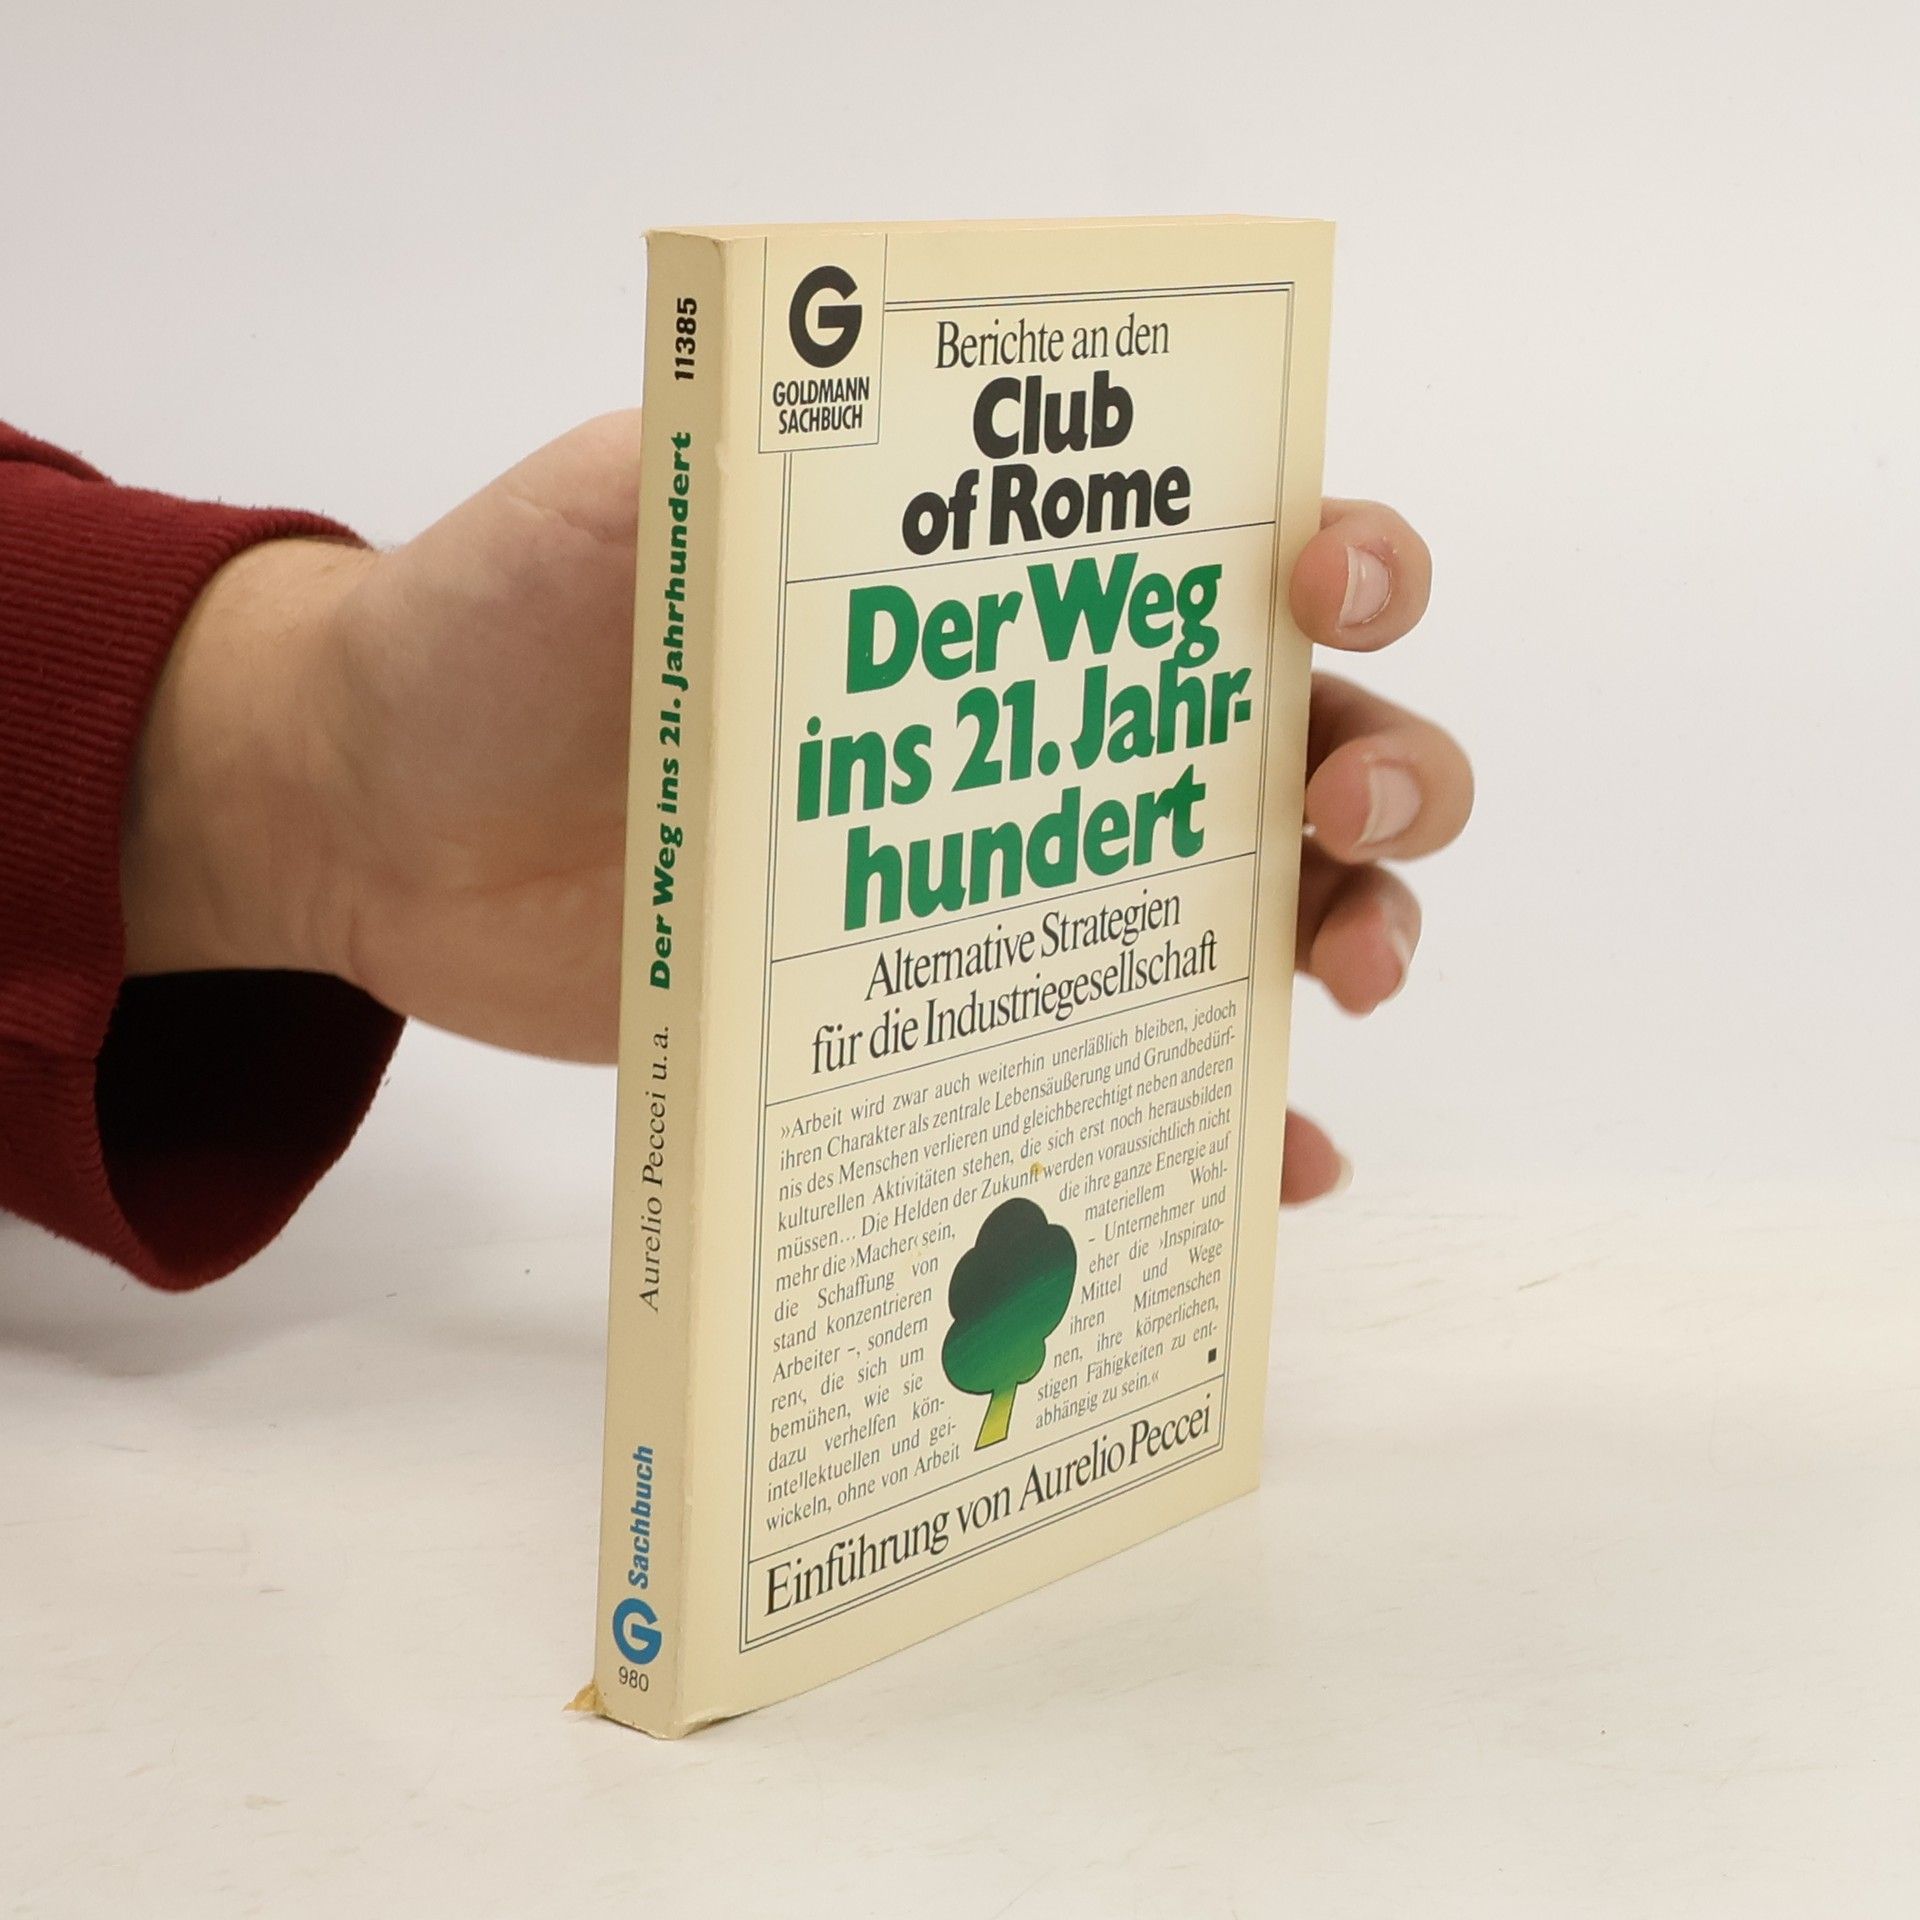 11385
Der Weg ins 21. Jahrhundert
Aurelio Peccei u. a.
Sachbuch
980
GOLDMANN
SACHBUCH
Berichte an den
Club
of Rome
Der Weg
ins 21. Jahr-
hundert
Alternative Strategien
für die Industriegesellschaft
»Arbeit wird zwar auch weiterhin unerläßlich bleiben, jedoch
ihren Charakter als zentrale Lebensäußerung und Grundbedürf-
nis des Menschen verlieren und gleichberechtigt neben anderen
kulturellen Aktivitäten stehen, die sich erst noch herausbilden
müssen... Die Helden der Zukunft werden voraussichtlich nicht
mehr die ›Macher‹ sein, die ihre ganze Energie auf
die Schaffung von materiellem Wohl-
stand konzentrieren – Unternehmer und
Arbeiter –, sondern eher die ›Inspirato-
ren‹, die sich um Mittel und Wege
bemühen, wie sie ihren Mitmenschen
dazu verhelfen kön- nen, ihre körperlichen,
intellektuellen und gei- stigen Fähigkeiten zu ent-
wickeln, ohne von Arbeit abhängig zu sein.«
Einführung von Aurelio Peccei